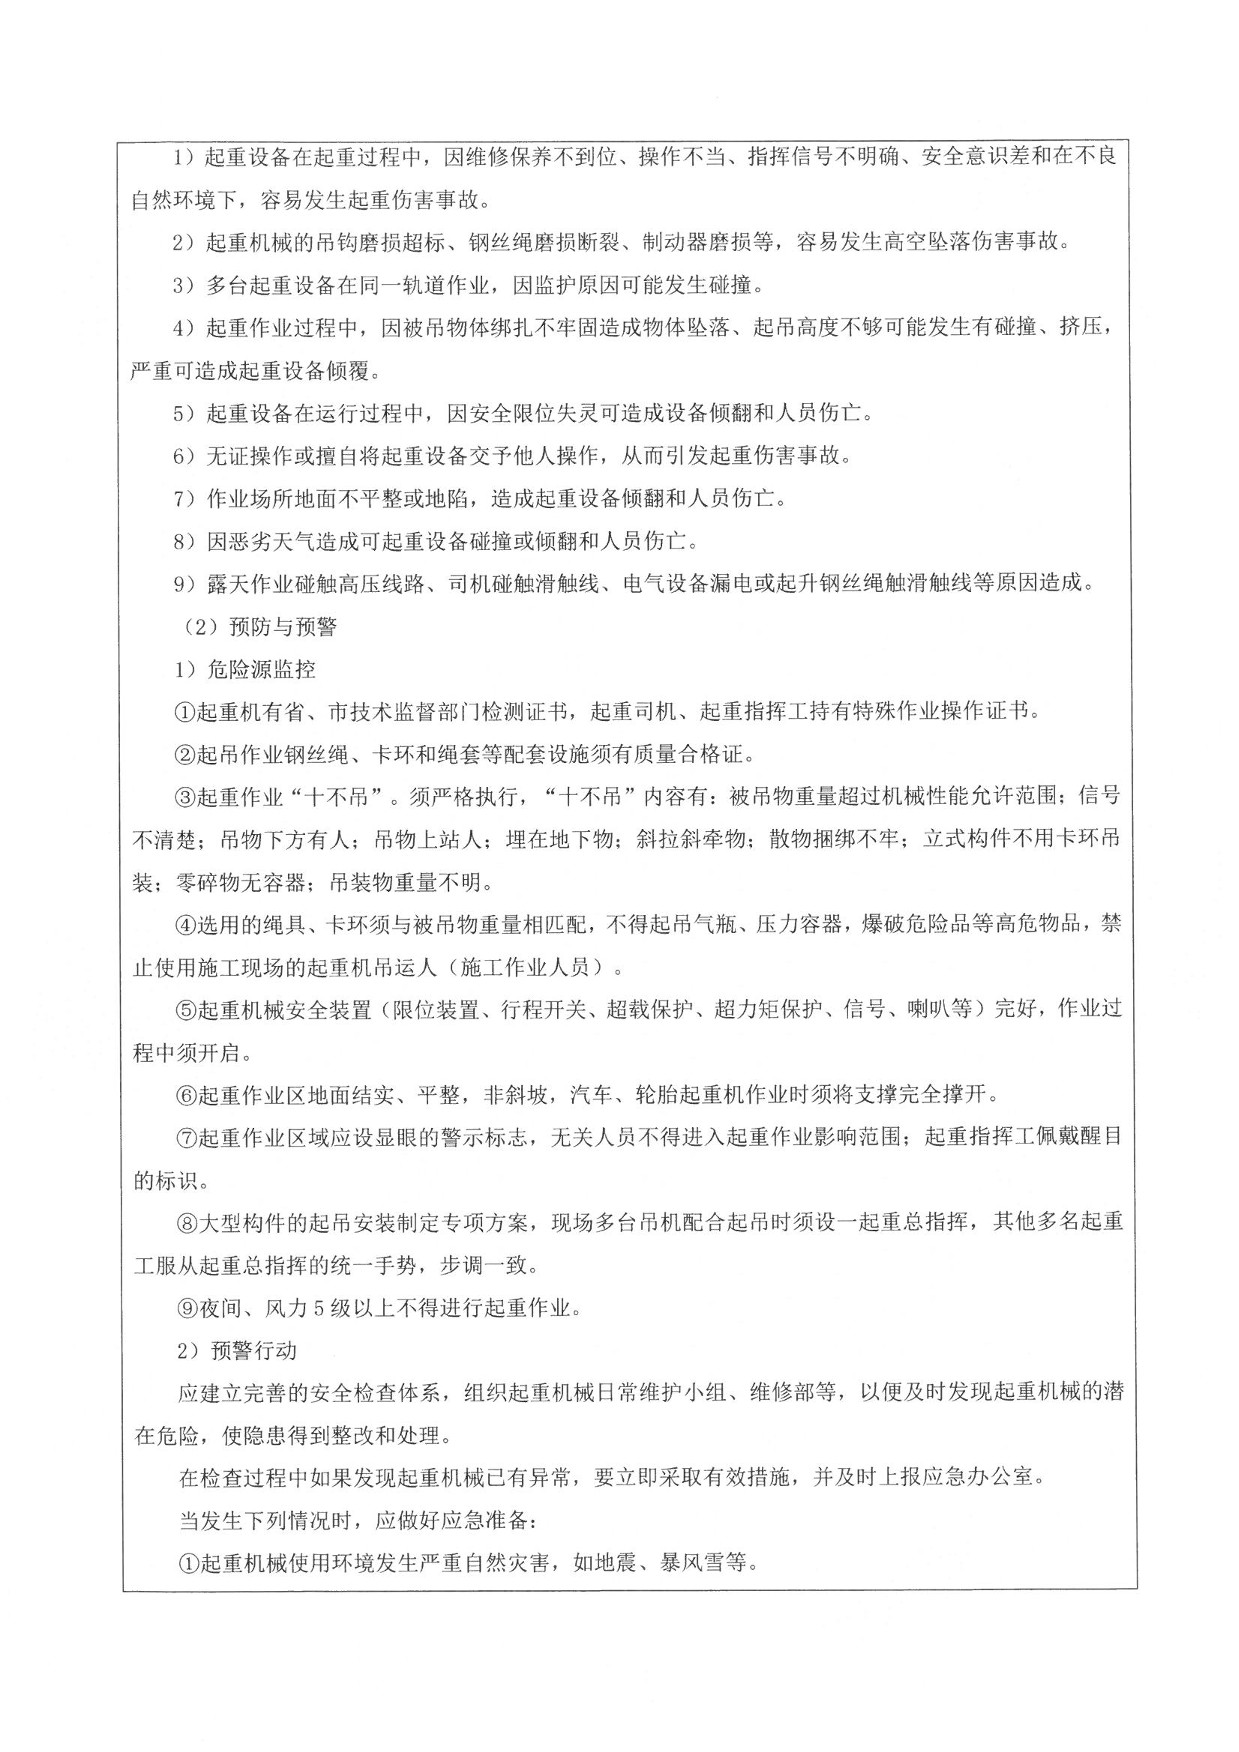 1）起重设备在起重过程中，因维修保养不到位、操作不当、指挥信号不明确、安全意识差和在不良
自然环境下，容易发生起重伤害事故。
2）起重机械的吊钩磨损超标、钢丝绳磨损断裂、制动器磨损等，容易发生高空坠落伤害事故。
3）多台起重设备在同一轨道作业，因监护原因可能发生碰撞。
4）起重作业过程中，因被吊物体绑扎不牢固造成物体坠落、起吊高度不够可能发生有碰撞、挤压，
严重可造成起重设备倾覆。
5）起重设备在运行过程中，因安全限位失灵可造成设备倾翻和人员伤亡。
6）无证操作或擅自将起重设备交予他人操作，从而引发起重伤害事故。
7）作业场所地面不平整或地陷，造成起重设备倾翻和人员伤亡。
8）因恶劣天气造成可起重设备碰撞或倾翻和人员伤亡。
9）露天作业碰触高压线路、司机碰触滑触线、电气设备漏电或起升钢丝绳触滑触线等原因造成。
（2）预防与预警
1）危险源监控
①起重机有省、市技术监督部门检测证书，起重司机、起重指挥工持有特殊作业操作证书。
②起吊作业钢丝绳、卡环和绳套等配套设施须有质量合格证。
③起重作业“十不吊”。须严格执行，“十不吊”内容有：被吊物重量超过机械性能允许范围；信号
不清楚；吊物下方有人；吊物上站人；埋在地下物；斜拉斜牵物；散物捆绑不牢；立式构件不用卡环吊
装；零碎物无容器；吊装物重量不明。
④选用的绳具、卡环须与被吊物重量相匹配，不得起吊气瓶、压力容器，爆破危险品等高危物品，禁
止使用施工现场的起重机吊运人（施工作业人员）。
⑤起重机械安全装置（限位装置、行程开关、超载保护、超力矩保护、信号、喇叭等）完好，作业过
程中须开启。
⑥起重作业区地面结实、平整，非斜坡，汽车、轮胎起重机作业时须将支撑完全撑开。
⑦起重作业区域应设显眼的警示标志，无关人员不得进入起重作业影响范围；起重指挥工佩戴醒目
的标识。
⑧大型构件的起吊安装制定专项方案，现场多台吊机配合起吊时须设一起重总指挥，其他多名起重
工服从起重总指挥的统一手势，步调一致。
⑨夜间、风力 5 级以上不得进行起重作业。
2）预警行动
应建立完善的安全检查体系，组织起重机械日常维护小组、维修部等，以便及时发现起重机械的潜
在危险，使隐患得到整改和处理。
在检查过程中如果发现起重机械已有异常，要立即采取有效措施，并及时上报应急办公室。
当发生下列情况时，应做好应急准备：
①起重机械使用环境发生严重自然灾害，如地震、暴风雪等。